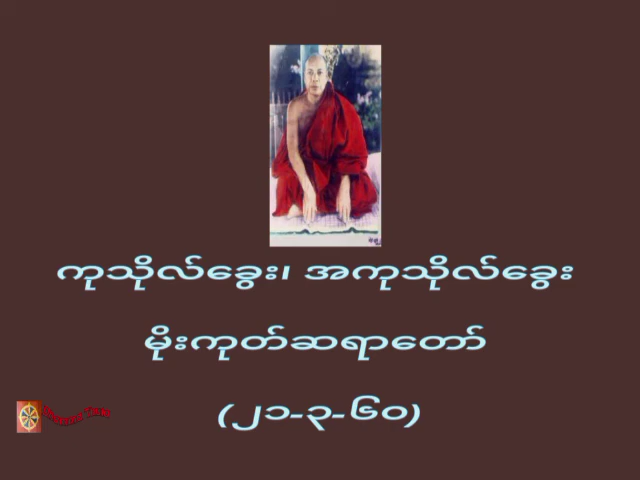 ကုသိုလ်ခွေး၊ အကုသိုလ်ခွေး
မိုးကုတ်ဆရာတော်
(၂၁-၃-၆၀)